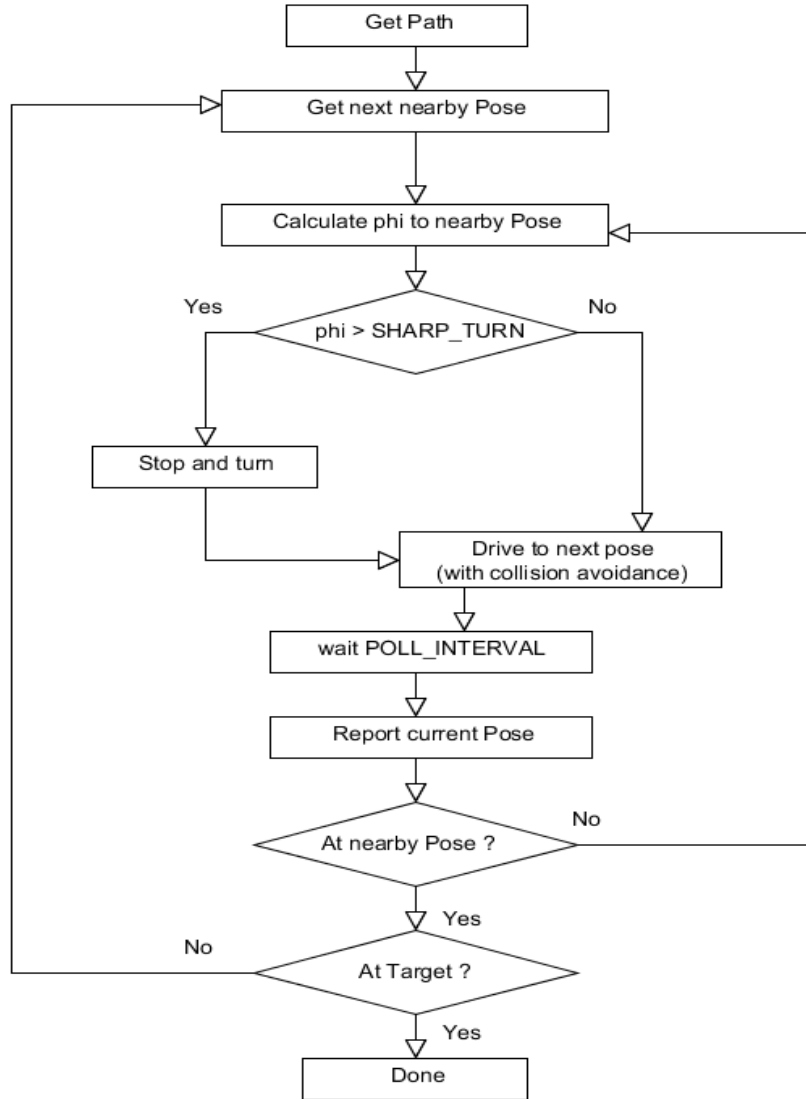 Get Path
Get next nearby Pose
Calculate phi to nearby Pose
Yes
No
phi > SHARP_TURN
Stop and turn
Drive to next pose
(with collision avoidance)
wait POLL_INTERVAL
Report current Pose
At nearby Pose ?
No
Yes
No
At Target ?
Yes
Done